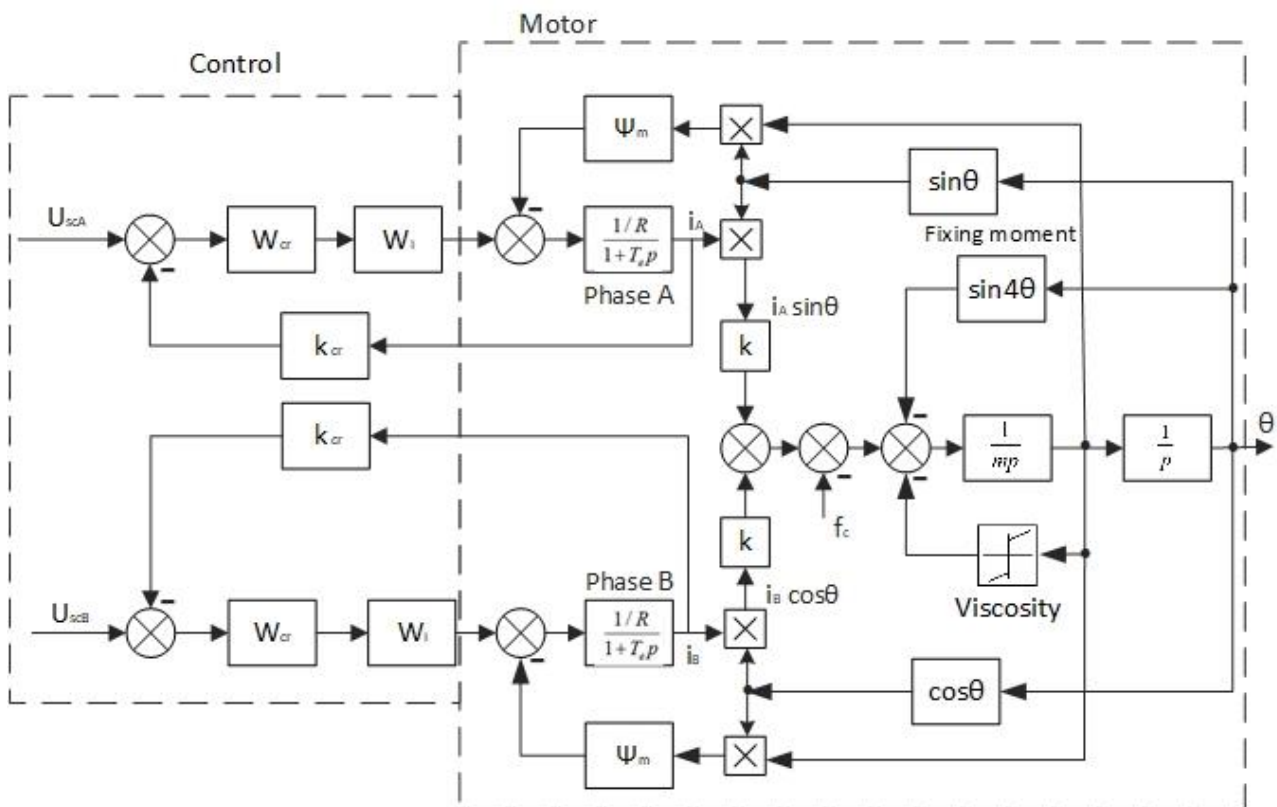 Motor
Control
Ψm
sinθ
UscA
Wcr
Wi
1/R
1+Tₑp
iA
Fixing moment
Phase A
sin4θ
iA sinθ
kcr
k
kcr
1
mp
1
p
θ
fc
k
Phase B
iB cosθ
Viscosity
UscB
Wcr
Wi
1/R
1+Tₑp
iB
cosθ
Ψm